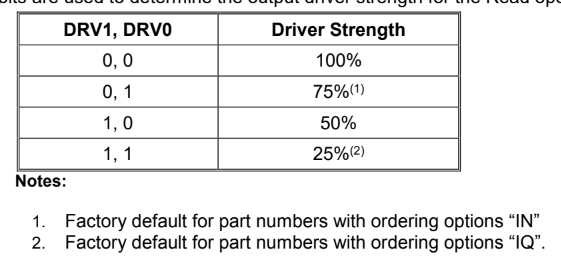 bits are used to determine the output driver strength for the Read ope
DRV1, DRV0 Driver Strength
0, 0 100%
0, 1 75%(1)
1, 0 50%
1, 1 25%(2)
Notes:
1. Factory default for part numbers with ordering options “IN”
2. Factory default for part numbers with ordering options “IQ”.